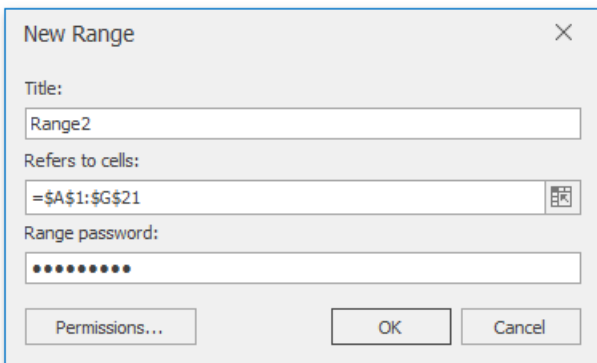 New Range
Title:
Range2
Refers to cells:
=$A$1:$G$21
Range password:
●●●●●●●●●
Permissions...
OK
Cancel